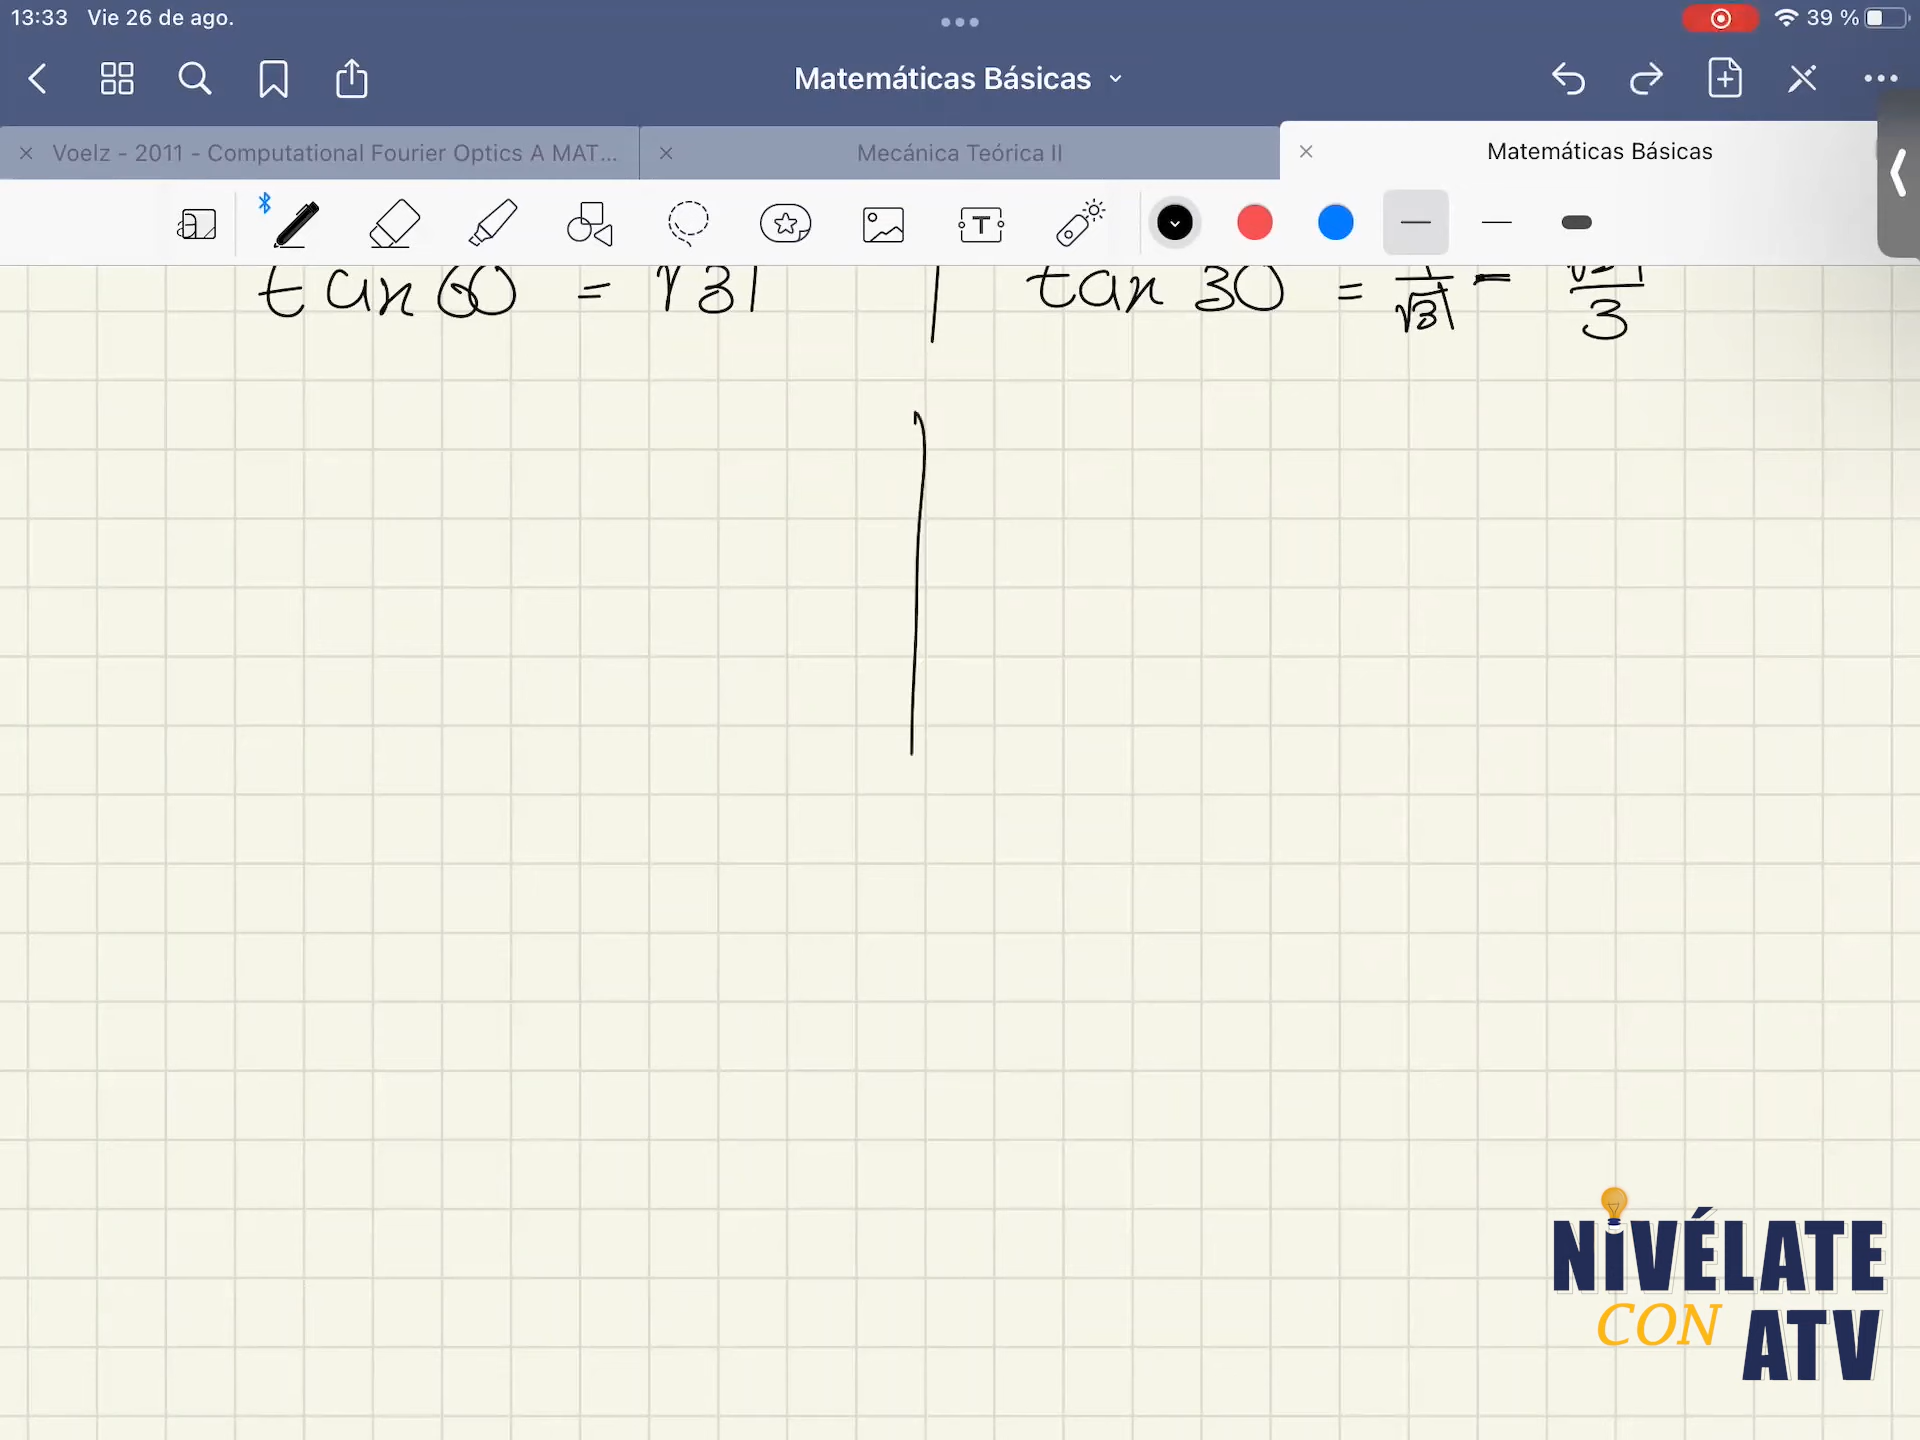 13:33 Vie 26 de ago. 39 %
Matemáticas Básicas
Voelz - 2011 - Computational Fourier Optics A MAT...
Mecánica Teórica II
Matemáticas Básicas
tan 60 = √3 tan 30 = 1/√3 = √3/3
NIVÉLATE
CON
ATV